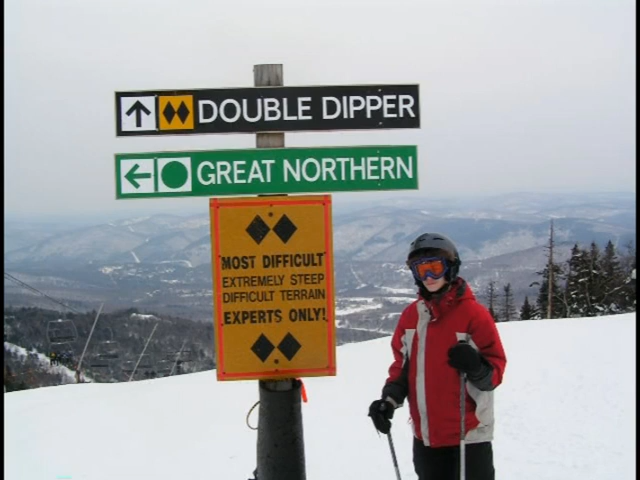 DOUBLE DIPPER
GREAT NORTHERN
MOST DIFFICULT
EXTREMELY STEEP
DIFFICULT TERRAIN
EXPERTS ONLY!